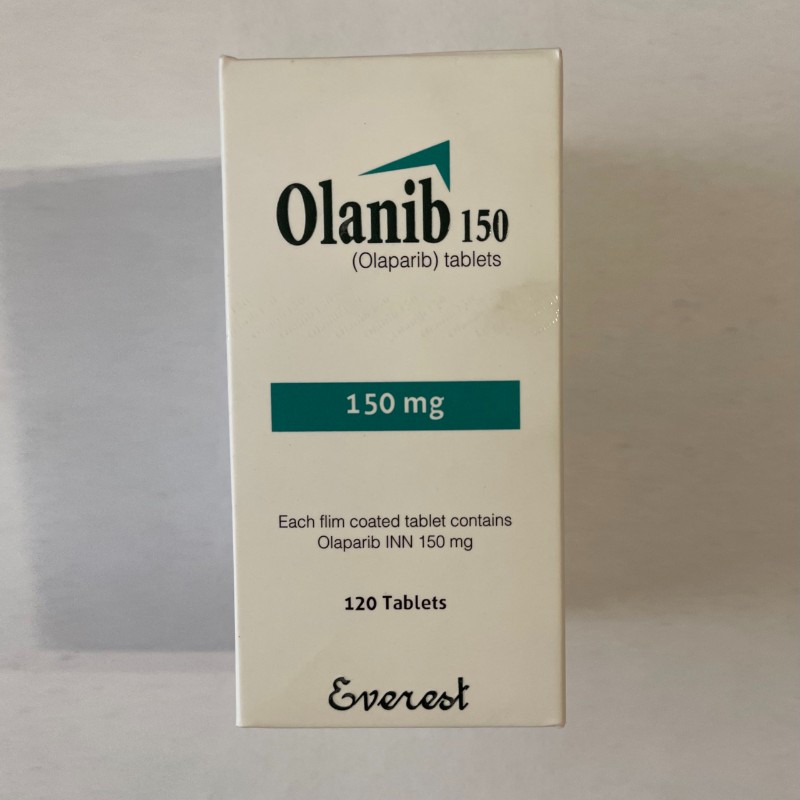 Olanib 150
(Olaparib) tablets
150 mg
Each flim coated tablet contains
Olaparib INN 150 mg
120 Tablets
Everest